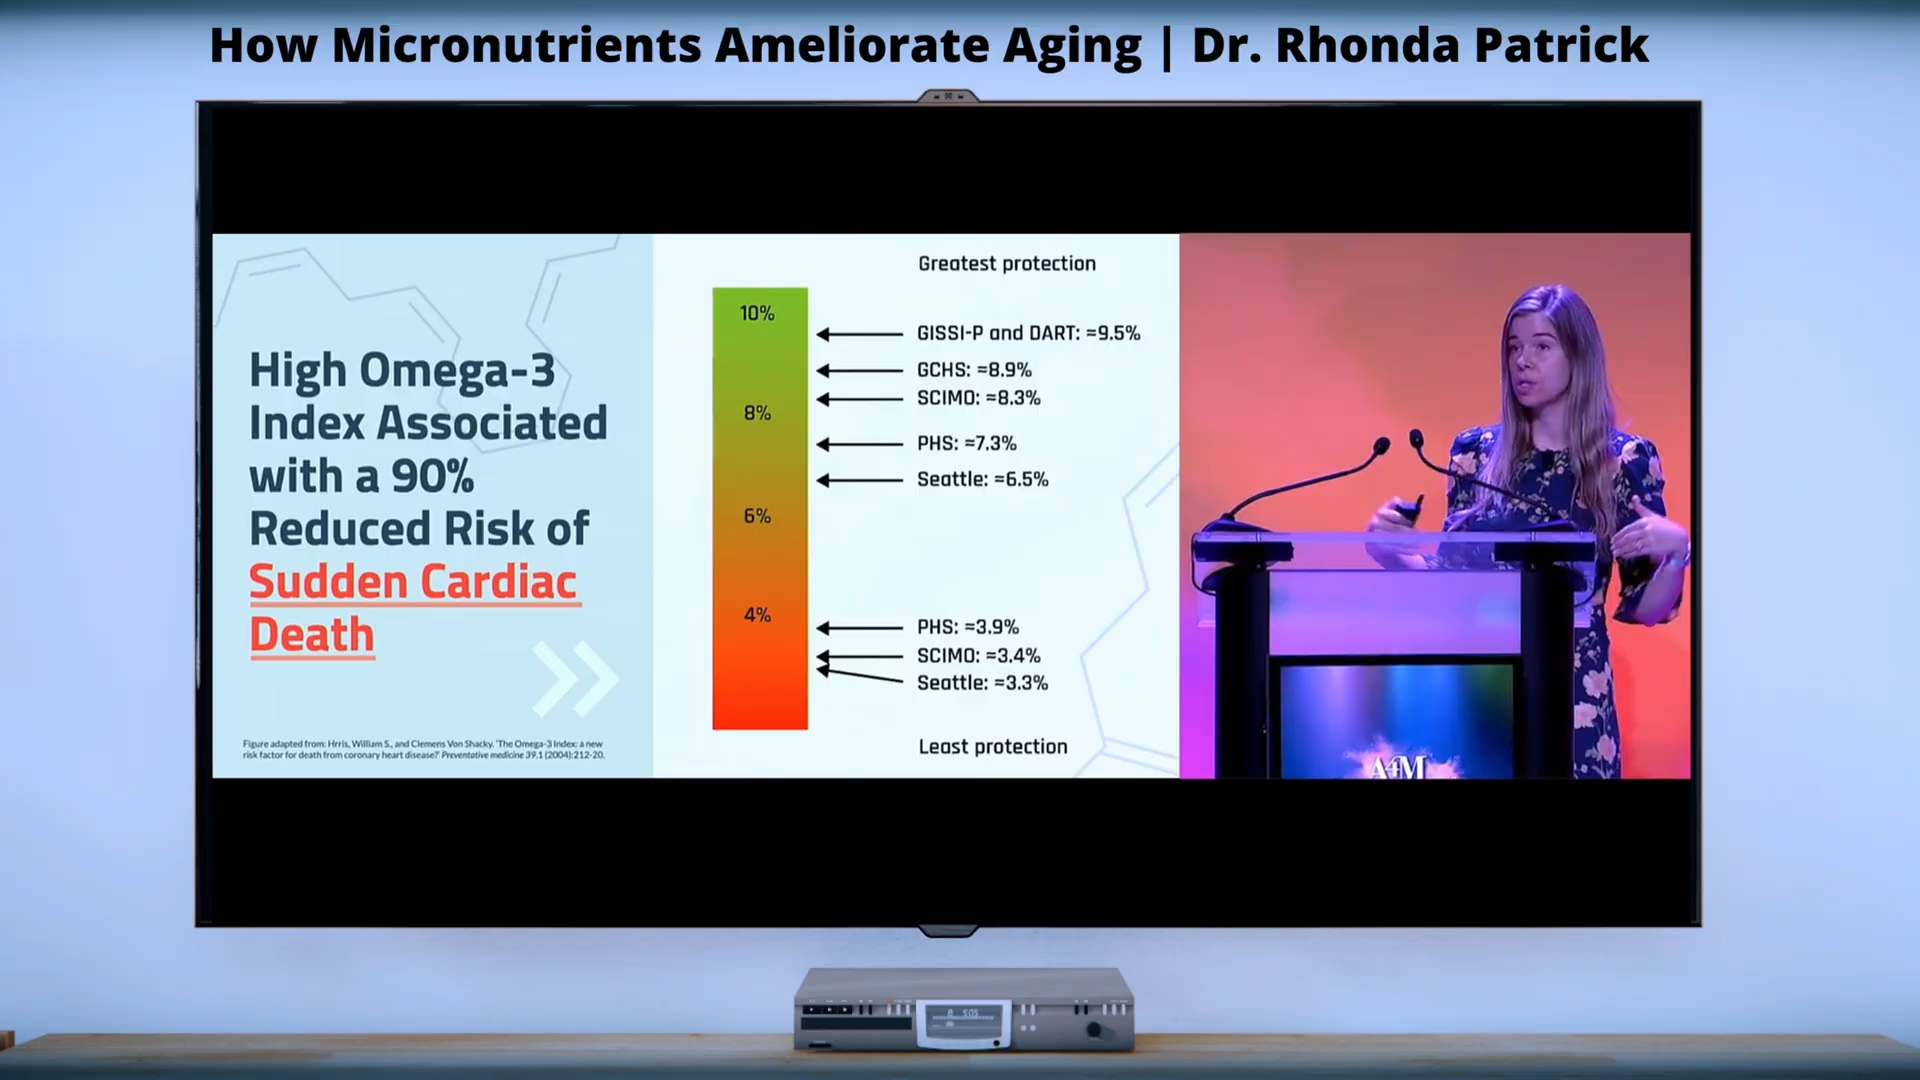 How Micronutrients Ameliorate Aging | Dr. Rhonda Patrick
High Omega-3
Index Associated
with a 90%
Reduced Risk of
Sudden Cardiac
Death
Figure adapted from: Hrris, William S., and Clemens Von Shacky. 'The Omega-3 Index: a new
risk factor for death from coronary heart disease?' Preventative medicine 39.1 (2004):212-20.
Greatest protection
10%
GISSI-P and DART: ≈9.5%
GCHS: ≈8.9%
SCIMO: ≈8.3%
8%
PHS: ≈7.3%
Seattle: ≈6.5%
6%
4%
PHS: ≈3.9%
SCIMO: ≈3.4%
Seattle: ≈3.3%
Least protection
A4M